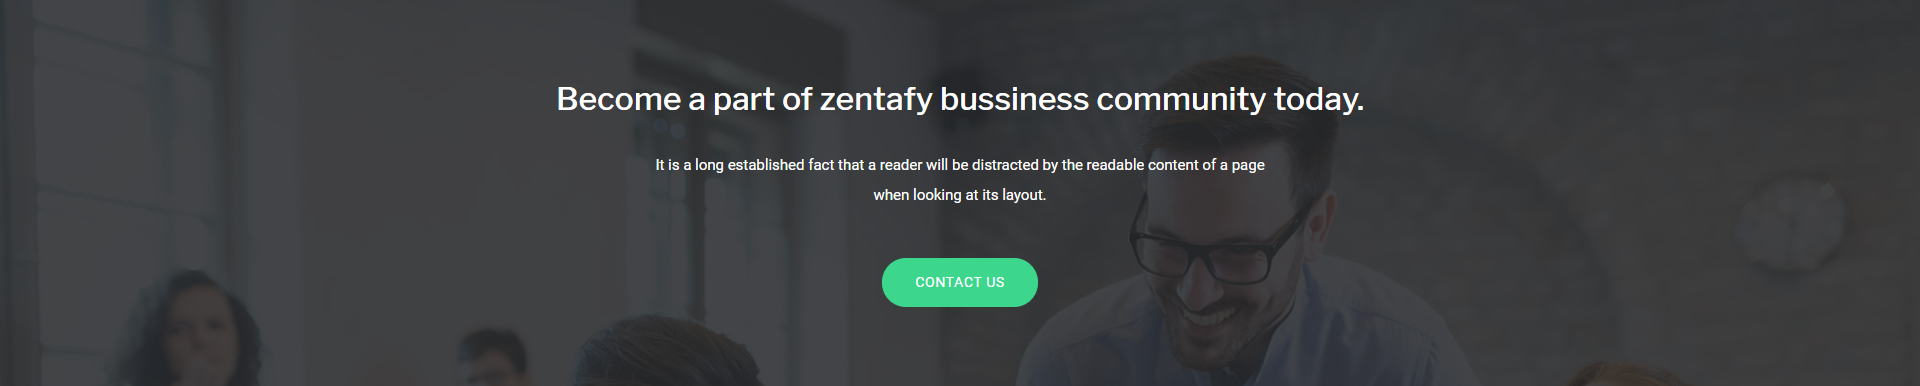 Become a part of zentafy bussiness community today.
It is a long established fact that a reader will be distracted by the readable content of a page
when looking at its layout.
CONTACT US